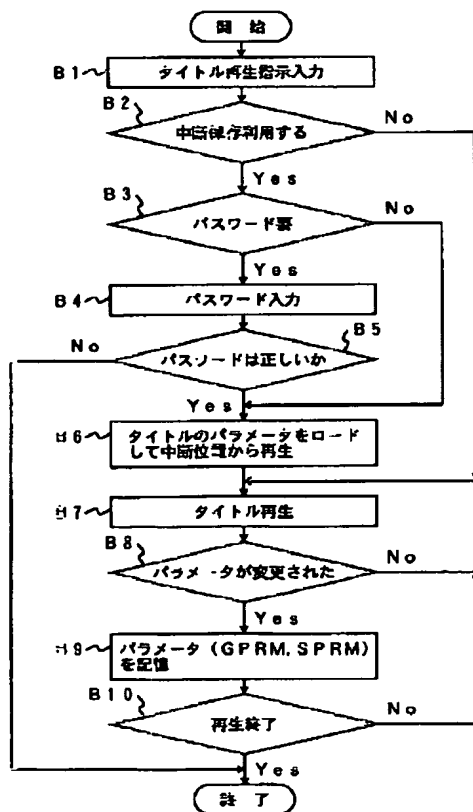 開 始
B1
タイトル再生指示入力
B2
No
中断保存利用する
Yes
B3
No
パスワード要
Yes
B4
パスワード入力
B5
No
パスワードは正しいか
Yes
B6
タイトルのパラメータをロード
して中断位置から再生
B7
タイトル再生
B8
No
パラメータが変更された
Yes
B9
パラメータ（GPRM，SPRM）
を記憶
B10
No
再生終了
Yes
終 了